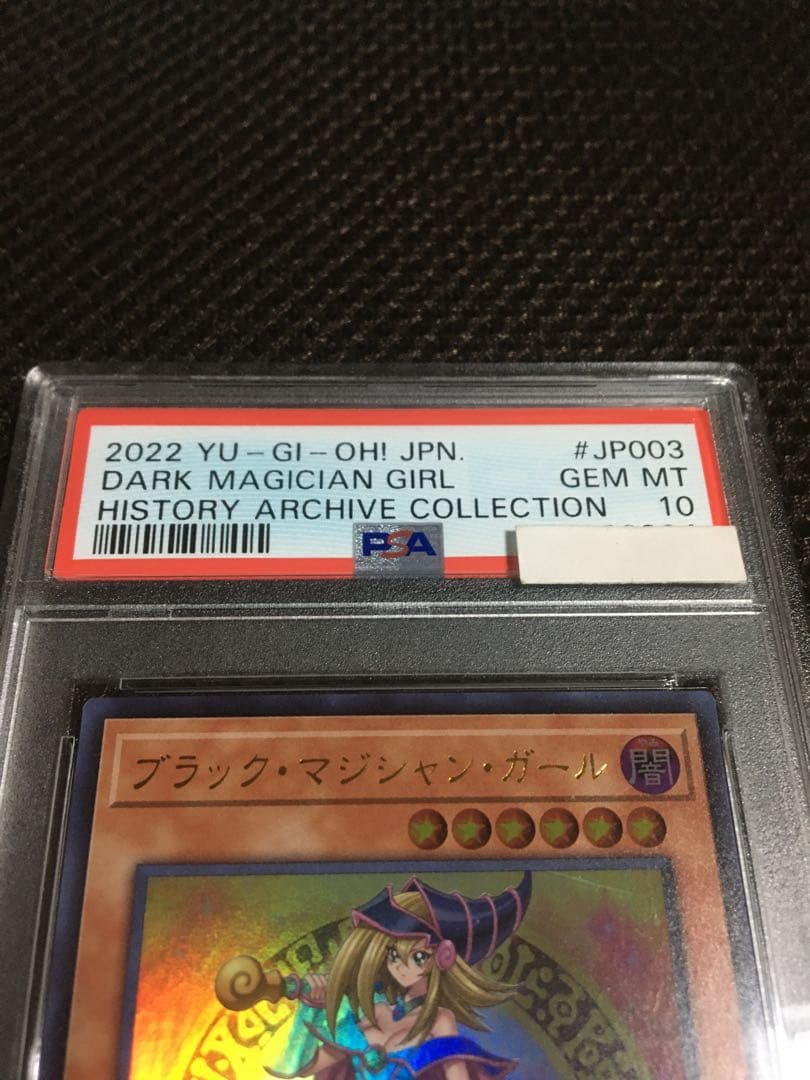 2022 YU-GI-OH! JPN. #JP003
DARK MAGICIAN GIRL GEM MT
HISTORY ARCHIVE COLLECTION 10
PSA
ブラック・マジシャン・ガール 闇